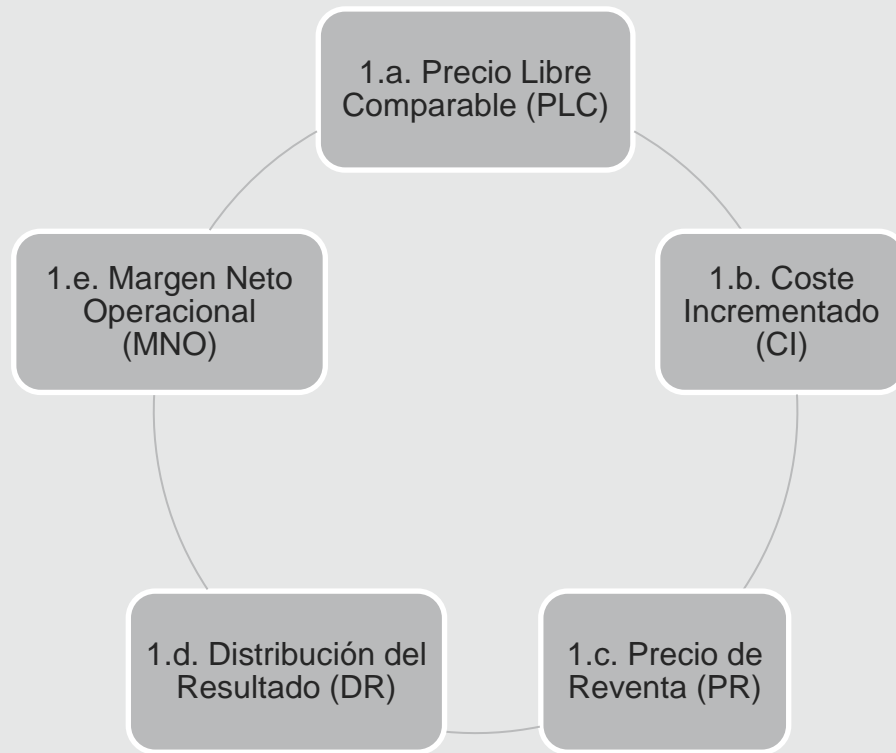 1.a. Precio Libre
Comparable (PLC)
1.b. Coste
Incrementado
(CI)
1.c. Precio de
Reventa (PR)
1.d. Distribución del
Resultado (DR)
1.e. Margen Neto
Operacional
(MNO)